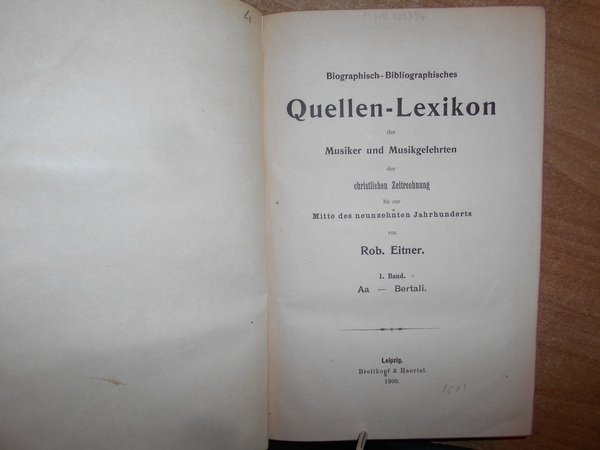 4
Biographisch-Bibliographisches
Quellen-Lexikon
der
Musiker und Musikgelehrten
der
christlichen Zeitrechnung
bis zur
Mitte des neunzehnten Jahrhunderts
von
Rob. Eitner.
I. Band.
Aa — Bertali.
Leipzig,
Breitkopf & Haertel.
1900.